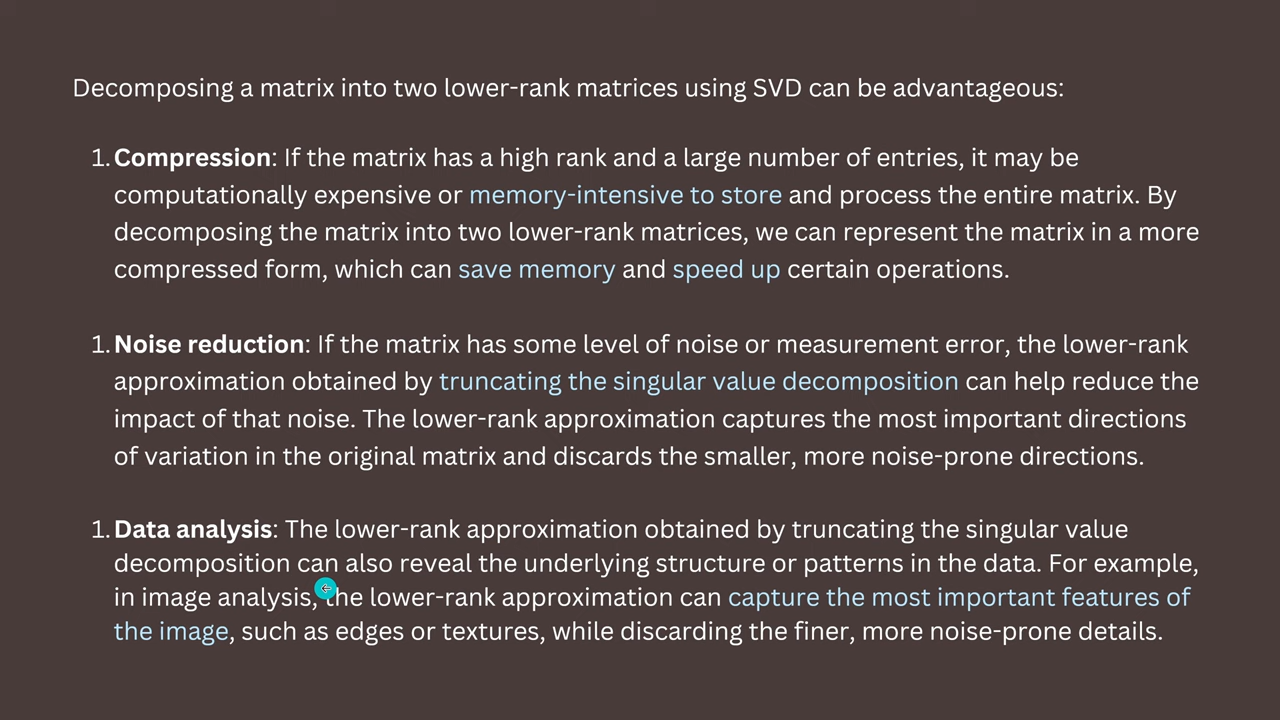 Decomposing a matrix into two lower-rank matrices using SVD can be advantageous:
1. Compression: If the matrix has a high rank and a large number of entries, it may be
computationally expensive or memory-intensive to store and process the entire matrix. By
decomposing the matrix into two lower-rank matrices, we can represent the matrix in a more
compressed form, which can save memory and speed up certain operations.
1. Noise reduction: If the matrix has some level of noise or measurement error, the lower-rank
approximation obtained by truncating the singular value decomposition can help reduce the
impact of that noise. The lower-rank approximation captures the most important directions
of variation in the original matrix and discards the smaller, more noise-prone directions.
1. Data analysis: The lower-rank approximation obtained by truncating the singular value
decomposition can also reveal the underlying structure or patterns in the data. For example,
in image analysis, the lower-rank approximation can capture the most important features of
the image, such as edges or textures, while discarding the finer, more noise-prone details.